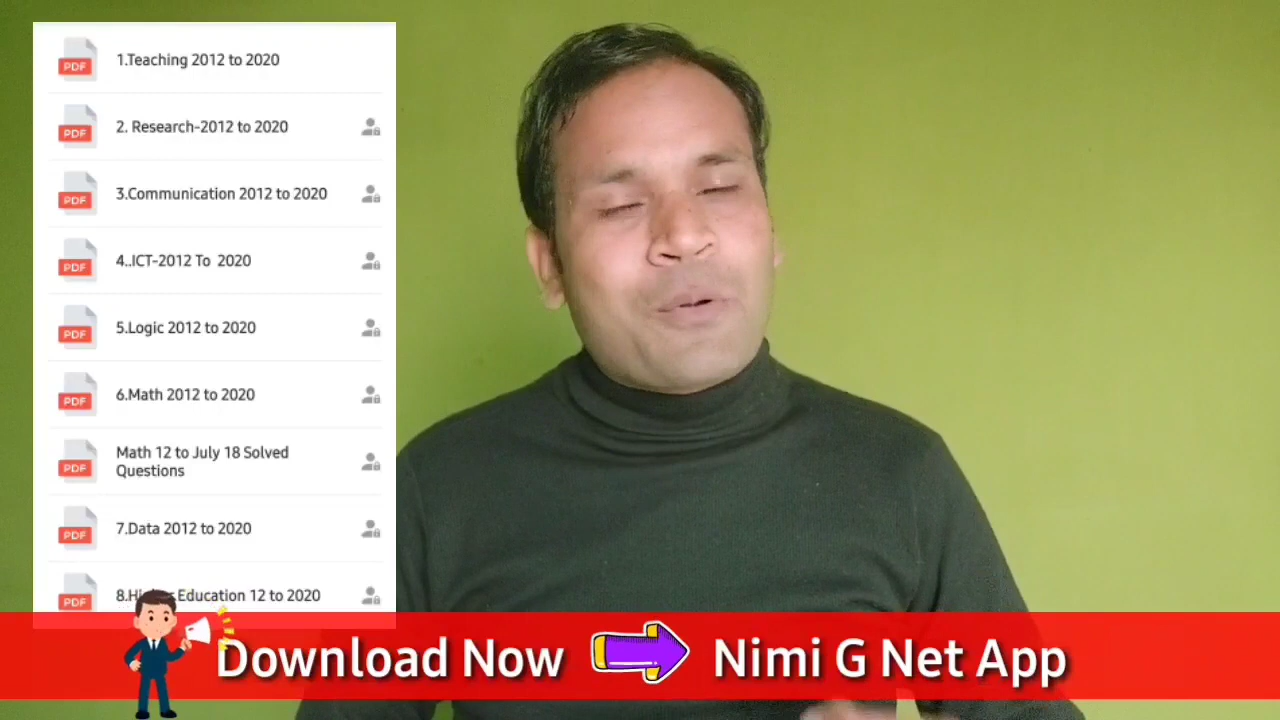 PDF
1.Teaching 2012 to 2020
PDF
2. Research-2012 to 2020
PDF
3.Communication 2012 to 2020
PDF
4..ICT-2012 To 2020
PDF
5.Logic 2012 to 2020
PDF
6.Math 2012 to 2020
PDF
Math 12 to July 18 Solved
Questions
PDF
7.Data 2012 to 2020
PDF
8.Higher Education 12 to 2020
Download Now Nimi G Net App